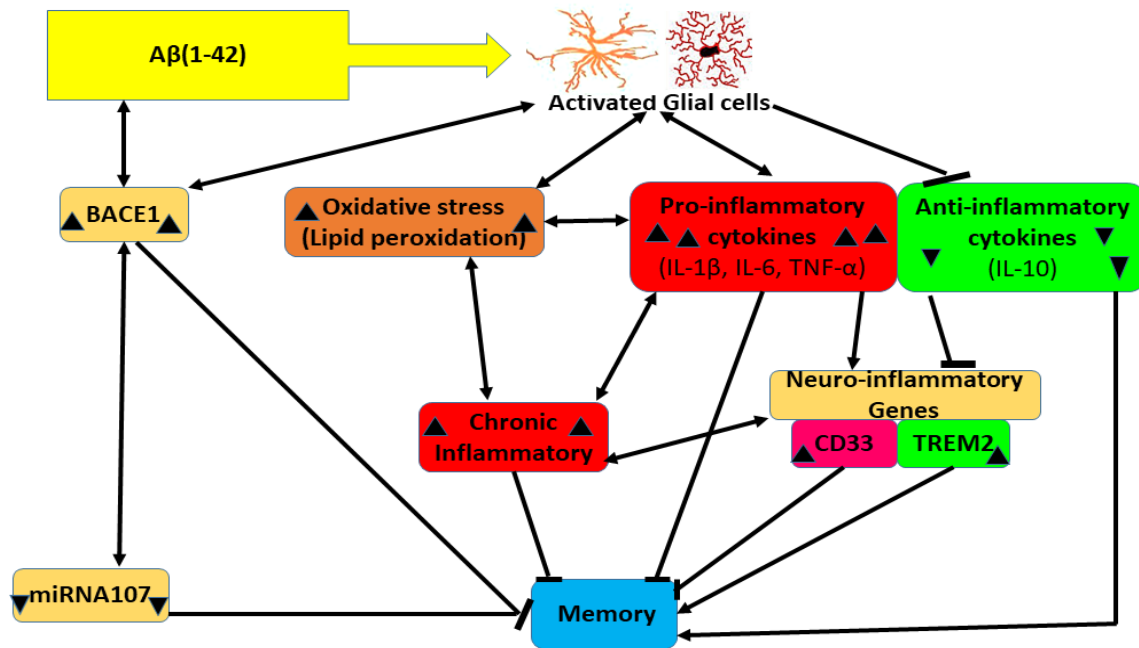 Aβ(1-42)
Activated Glial cells
BACE1
Oxidative stress
(Lipid peroxidation)
Pro-inflammatory
cytokines
(IL-1β, IL-6, TNF-α)
Anti-inflammatory
cytokines
(IL-10)
Neuro-inflammatory
Genes
CD33
TREM2
Chronic
Inflammatory
miRNA107
Memory